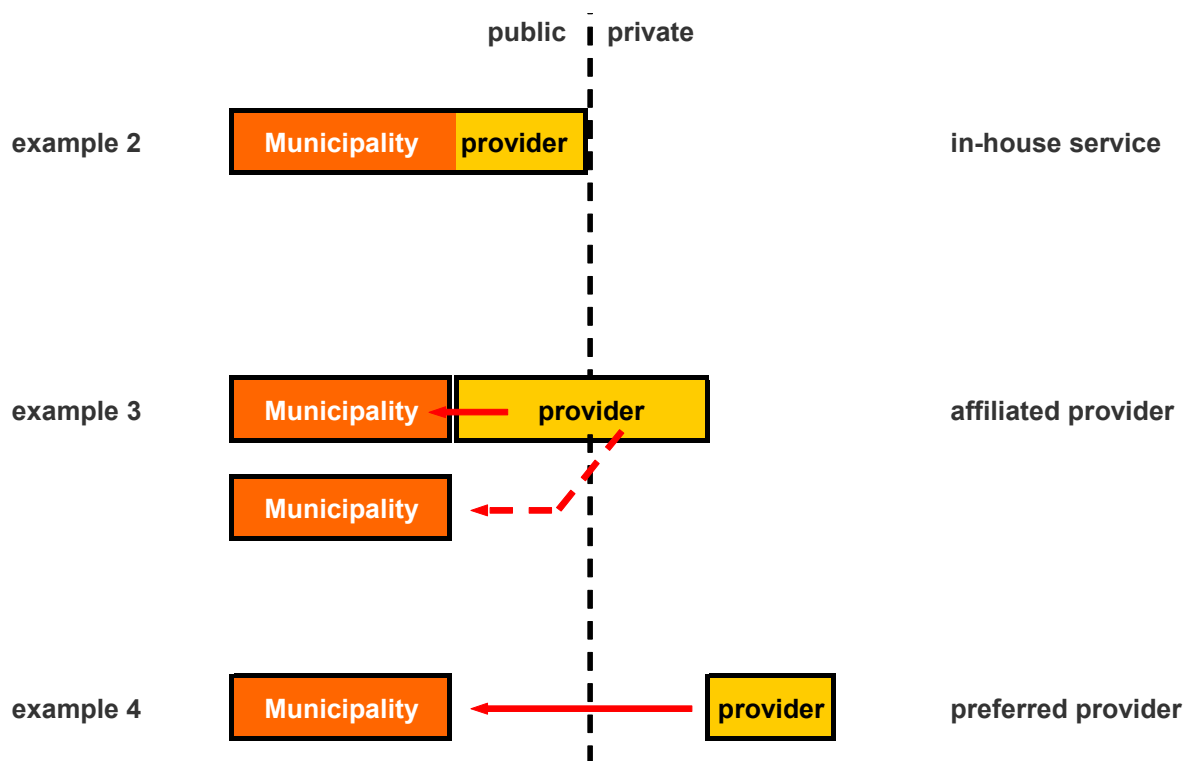 public private
example 2 Municipality provider in-house service
example 3 Municipality provider affiliated provider
Municipality
example 4 Municipality provider preferred provider